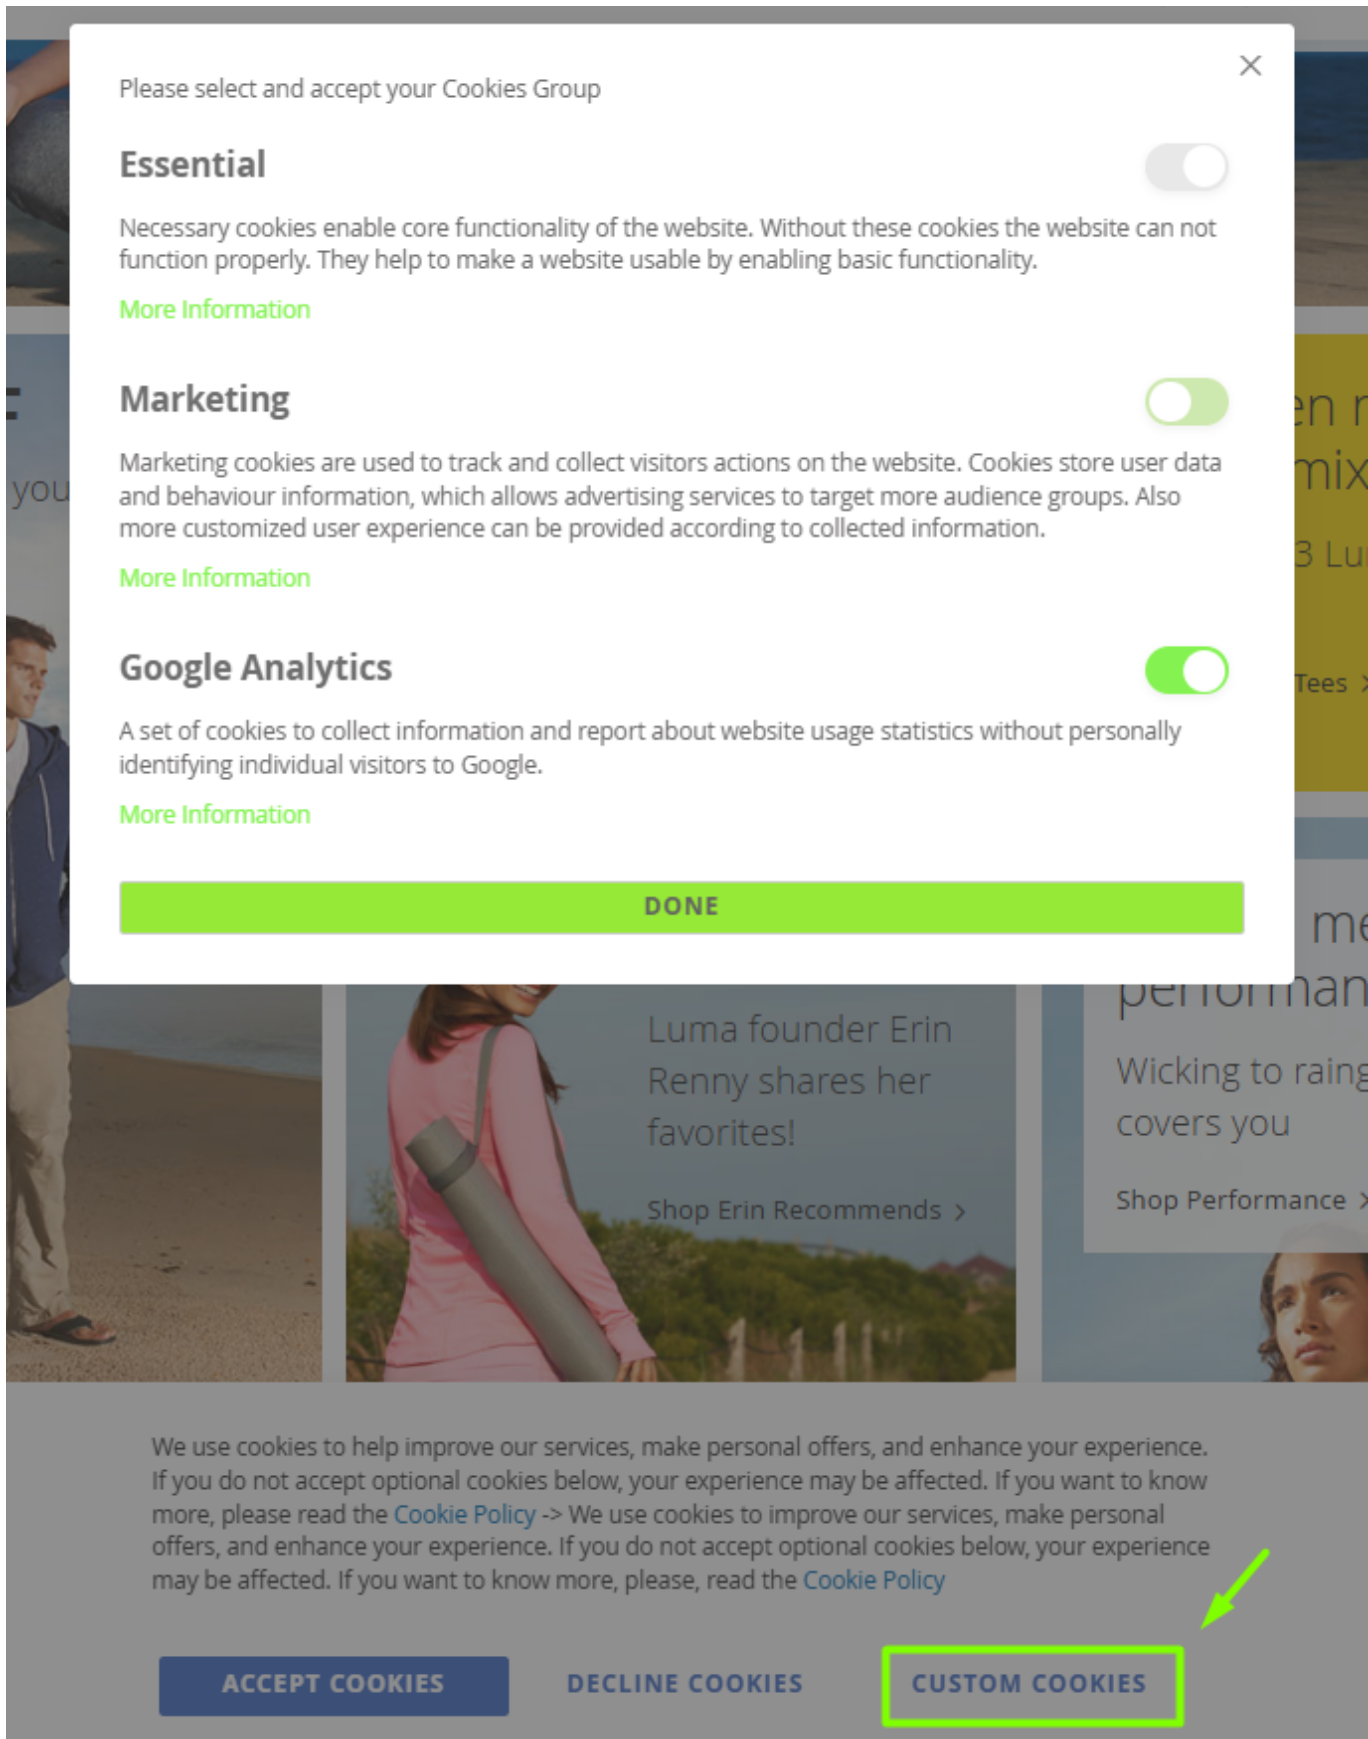 Please select and accept your Cookies Group
Essential
Necessary cookies enable core functionality of the website. Without these cookies the website can not
function properly. They help to make a website usable by enabling basic functionality.
More Information
Marketing
Marketing cookies are used to track and collect visitors actions on the website. Cookies store user data
and behaviour information, which allows advertising services to target more audience groups. Also
more customized user experience can be provided according to collected information.
More Information
Google Analytics
A set of cookies to collect information and report about website usage statistics without personally
identifying individual visitors to Google.
More Information
DONE
you
mix
3
Tees >
Luma founder Erin
Renny shares her
favorites!
Shop Erin Recommends >
Wicking to
covers you
Shop Performance >
We use cookies to help improve our services, make personal offers, and enhance your experience.
If you do not accept optional cookies below, your experience may be affected. If you want to know
more, please read the Cookie Policy -> We use cookies to improve our services, make personal
offers, and enhance your experience. If you do not accept optional cookies below, your experience
may be affected. If you want to know more, please, read the Cookie Policy
ACCEPT COOKIES
DECLINE COOKIES
CUSTOM COOKIES